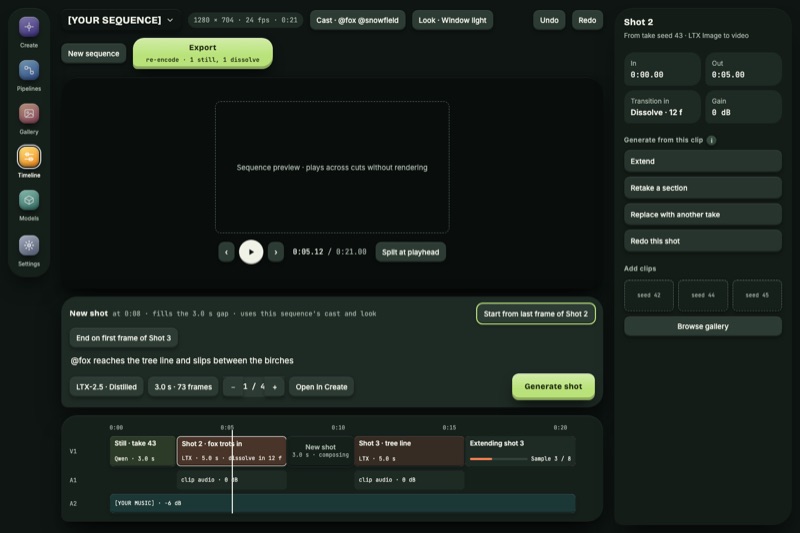 Create
Pipelines
Gallery
Timeline
Models
Settings
[YOUR SEQUENCE]
1280 × 704 · 24 fps · 0:21
Cast · @fox @snowfield
Look · Window light
Undo
Redo
New sequence
Export
re-encode · 1 still, 1 dissolve
Sequence preview · plays across cuts without rendering
0:05.12 / 0:21.00
Split at playhead
New shot at 0:08 · fills the 3.0 s gap · uses this sequence's cast and look
Start from last frame of Shot 2
End on first frame of Shot 3
@fox reaches the tree line and slips between the birches
LTX-2.5 · Distilled
3.0 s · 73 frames
− 1 / 4 +
Open in Create
Generate shot
0:00 0:05 0:10 0:15 0:20
V1
Still · take 43
Qwen · 3.0 s
Shot 2 · fox trots in
LTX · 5.0 s · dissolve in 12 f
New shot
3.0 s · composing
Shot 3 · tree line
LTX · 5.0 s
Extending shot 3
Sample 3 / 8
A1
clip audio · 0 dB
clip audio · 0 dB
A2
[YOUR MUSIC] · -6 dB
Shot 2
From take seed 43 · LTX Image to video
In
0:00.00
Out
0:05.00
Transition in
Dissolve · 12 f
Gain
0 dB
Generate from this clip i
Extend
Retake a section
Replace with another take
Redo this shot
Add clips
seed 42
seed 44
seed 45
Browse gallery